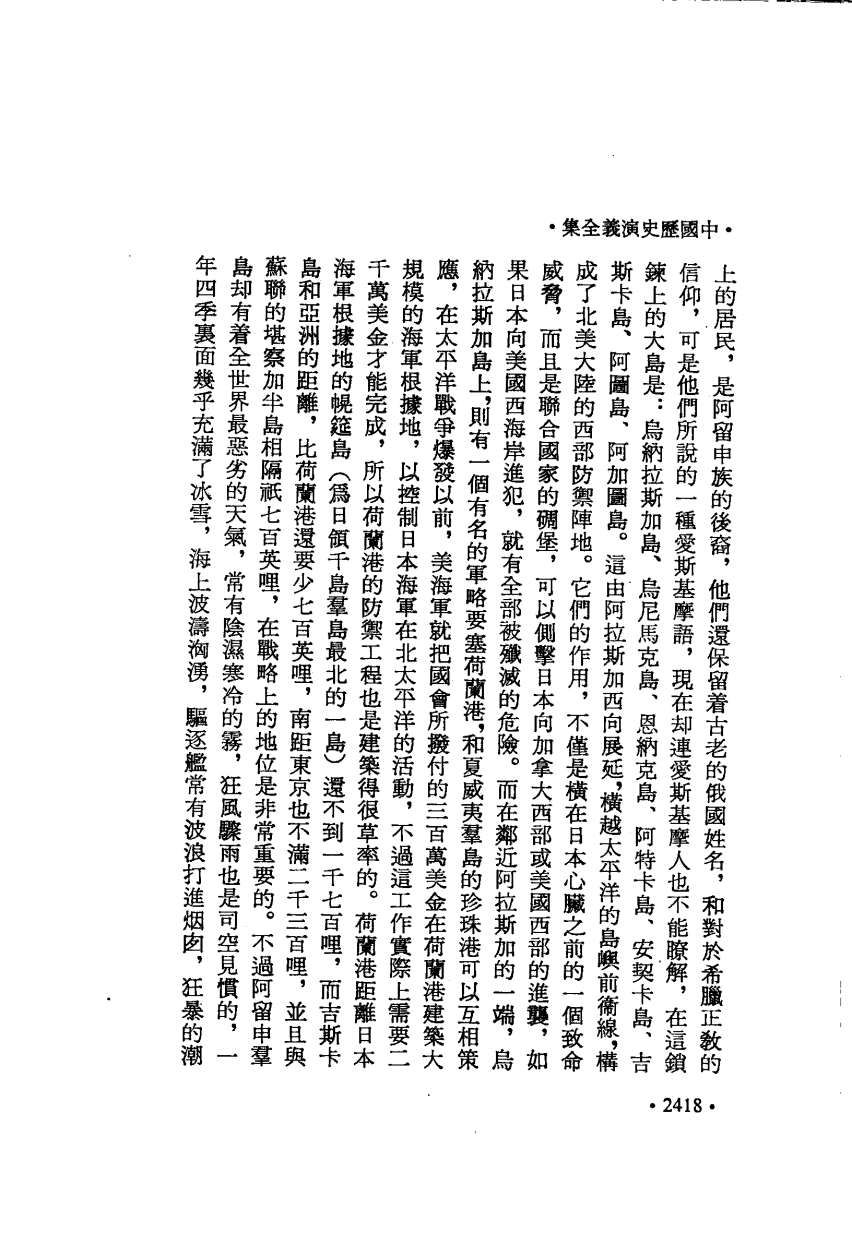 •中國歷史演義全集•
上的居民，是阿留申族的後裔，他們還保留着古老的俄國姓名，和對於希臘正教的
信仰，可是他們所說的一種愛斯基摩語，現在却連愛斯基摩人也不能瞭解，在這鎖
鍊上的大島是：烏納拉斯加島、烏尼馬克島、恩納克島、阿特卡島、安契卡島、吉
斯卡島、阿圖島、阿加圖島。這由阿拉斯加西向展延，橫越太平洋的島嶼前衞線，構
成了北美大陸的西部防禦陣地。它們的作用，不僅是橫在日本心臟之前的一個致命
威脅，而且是聯合國家的碉堡，可以側擊日本向加拿大西部或美國西部的進襲，如
果日本向美國西海岸進犯，就有全部被殲滅的危險。而在鄰近阿拉斯加的一端，烏
納拉斯加島上，則有一個有名的軍略要塞荷蘭港，和夏威夷羣島的珍珠港可以互相策
應，在太平洋戰爭爆發以前，美海軍就把國會所撥付的三百萬美金在荷蘭港建築大
規模的海軍根據地，以控制日本海軍在北太平洋的活動，不過這工作實際上需要二
千萬美金才能完成，所以荷蘭港的防禦工程也是建築得很草率的。荷蘭港距離日本
海軍根據地的幌筵島（爲日領千島羣島最北的一島）還不到一千七百哩，而吉斯卡
島和亞洲的距離，比荷蘭港還要少七百英哩，南距東京也不滿二千三百哩，並且與
蘇聯的堪察加半島相隔祇七百英哩，在戰略上的地位是非常重要的。不過阿留申羣
島却有着全世界最惡劣的天氣，常有陰濕寒冷的霧，狂風驟雨也是司空見慣的，一
年四季裏面幾乎充滿了冰雪，海上波濤洶湧，驅逐艦常有波浪打進烟囪，狂暴的潮
•2418•